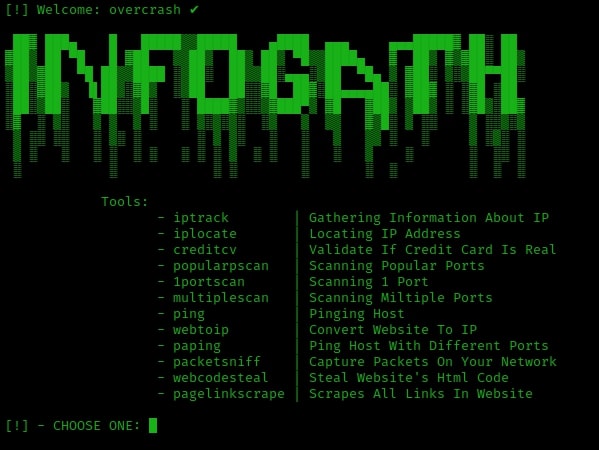 [!] Welcome: overcrash ✔
INFOGATH
Tools:
- iptrack | Gathering Information About IP
- iplocate | Locating IP Address
- creditcv | Validate If Credit Card Is Real
- popularpscan | Scanning Popular Ports
- 1portscan | Scanning 1 Port
- multiplescan | Scanning Miltiple Ports
- ping | Pinging Host
- webtoip | Convert Website To IP
- paping | Ping Host With Different Ports
- packetsniff | Capture Packets On Your Network
- webcodesteal | Steal Website's Html Code
- pagelinkscrape | Scrapes All Links In Website
[!] - CHOOSE ONE: